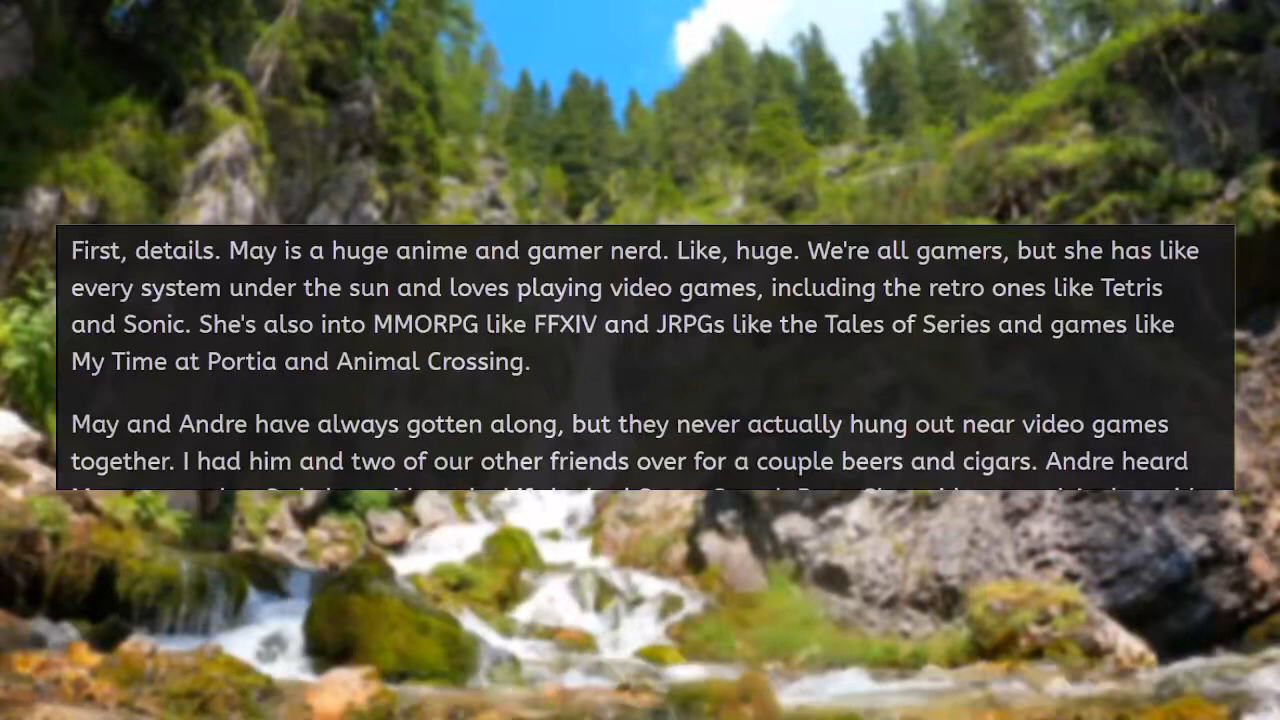 First, details. May is a huge anime and gamer nerd. Like, huge. We're all gamers, but she has like
every system under the sun and loves playing video games, including the retro ones like Tetris
and Sonic. She's also into MMORPG like FFXIV and JRPGs like the Tales of Series and games like
My Time at Portia and Animal Crossing.
May and Andre have always gotten along, but they never actually hung out near video games
together. I had him and two of our other friends over for a couple beers and cigars. Andre heard